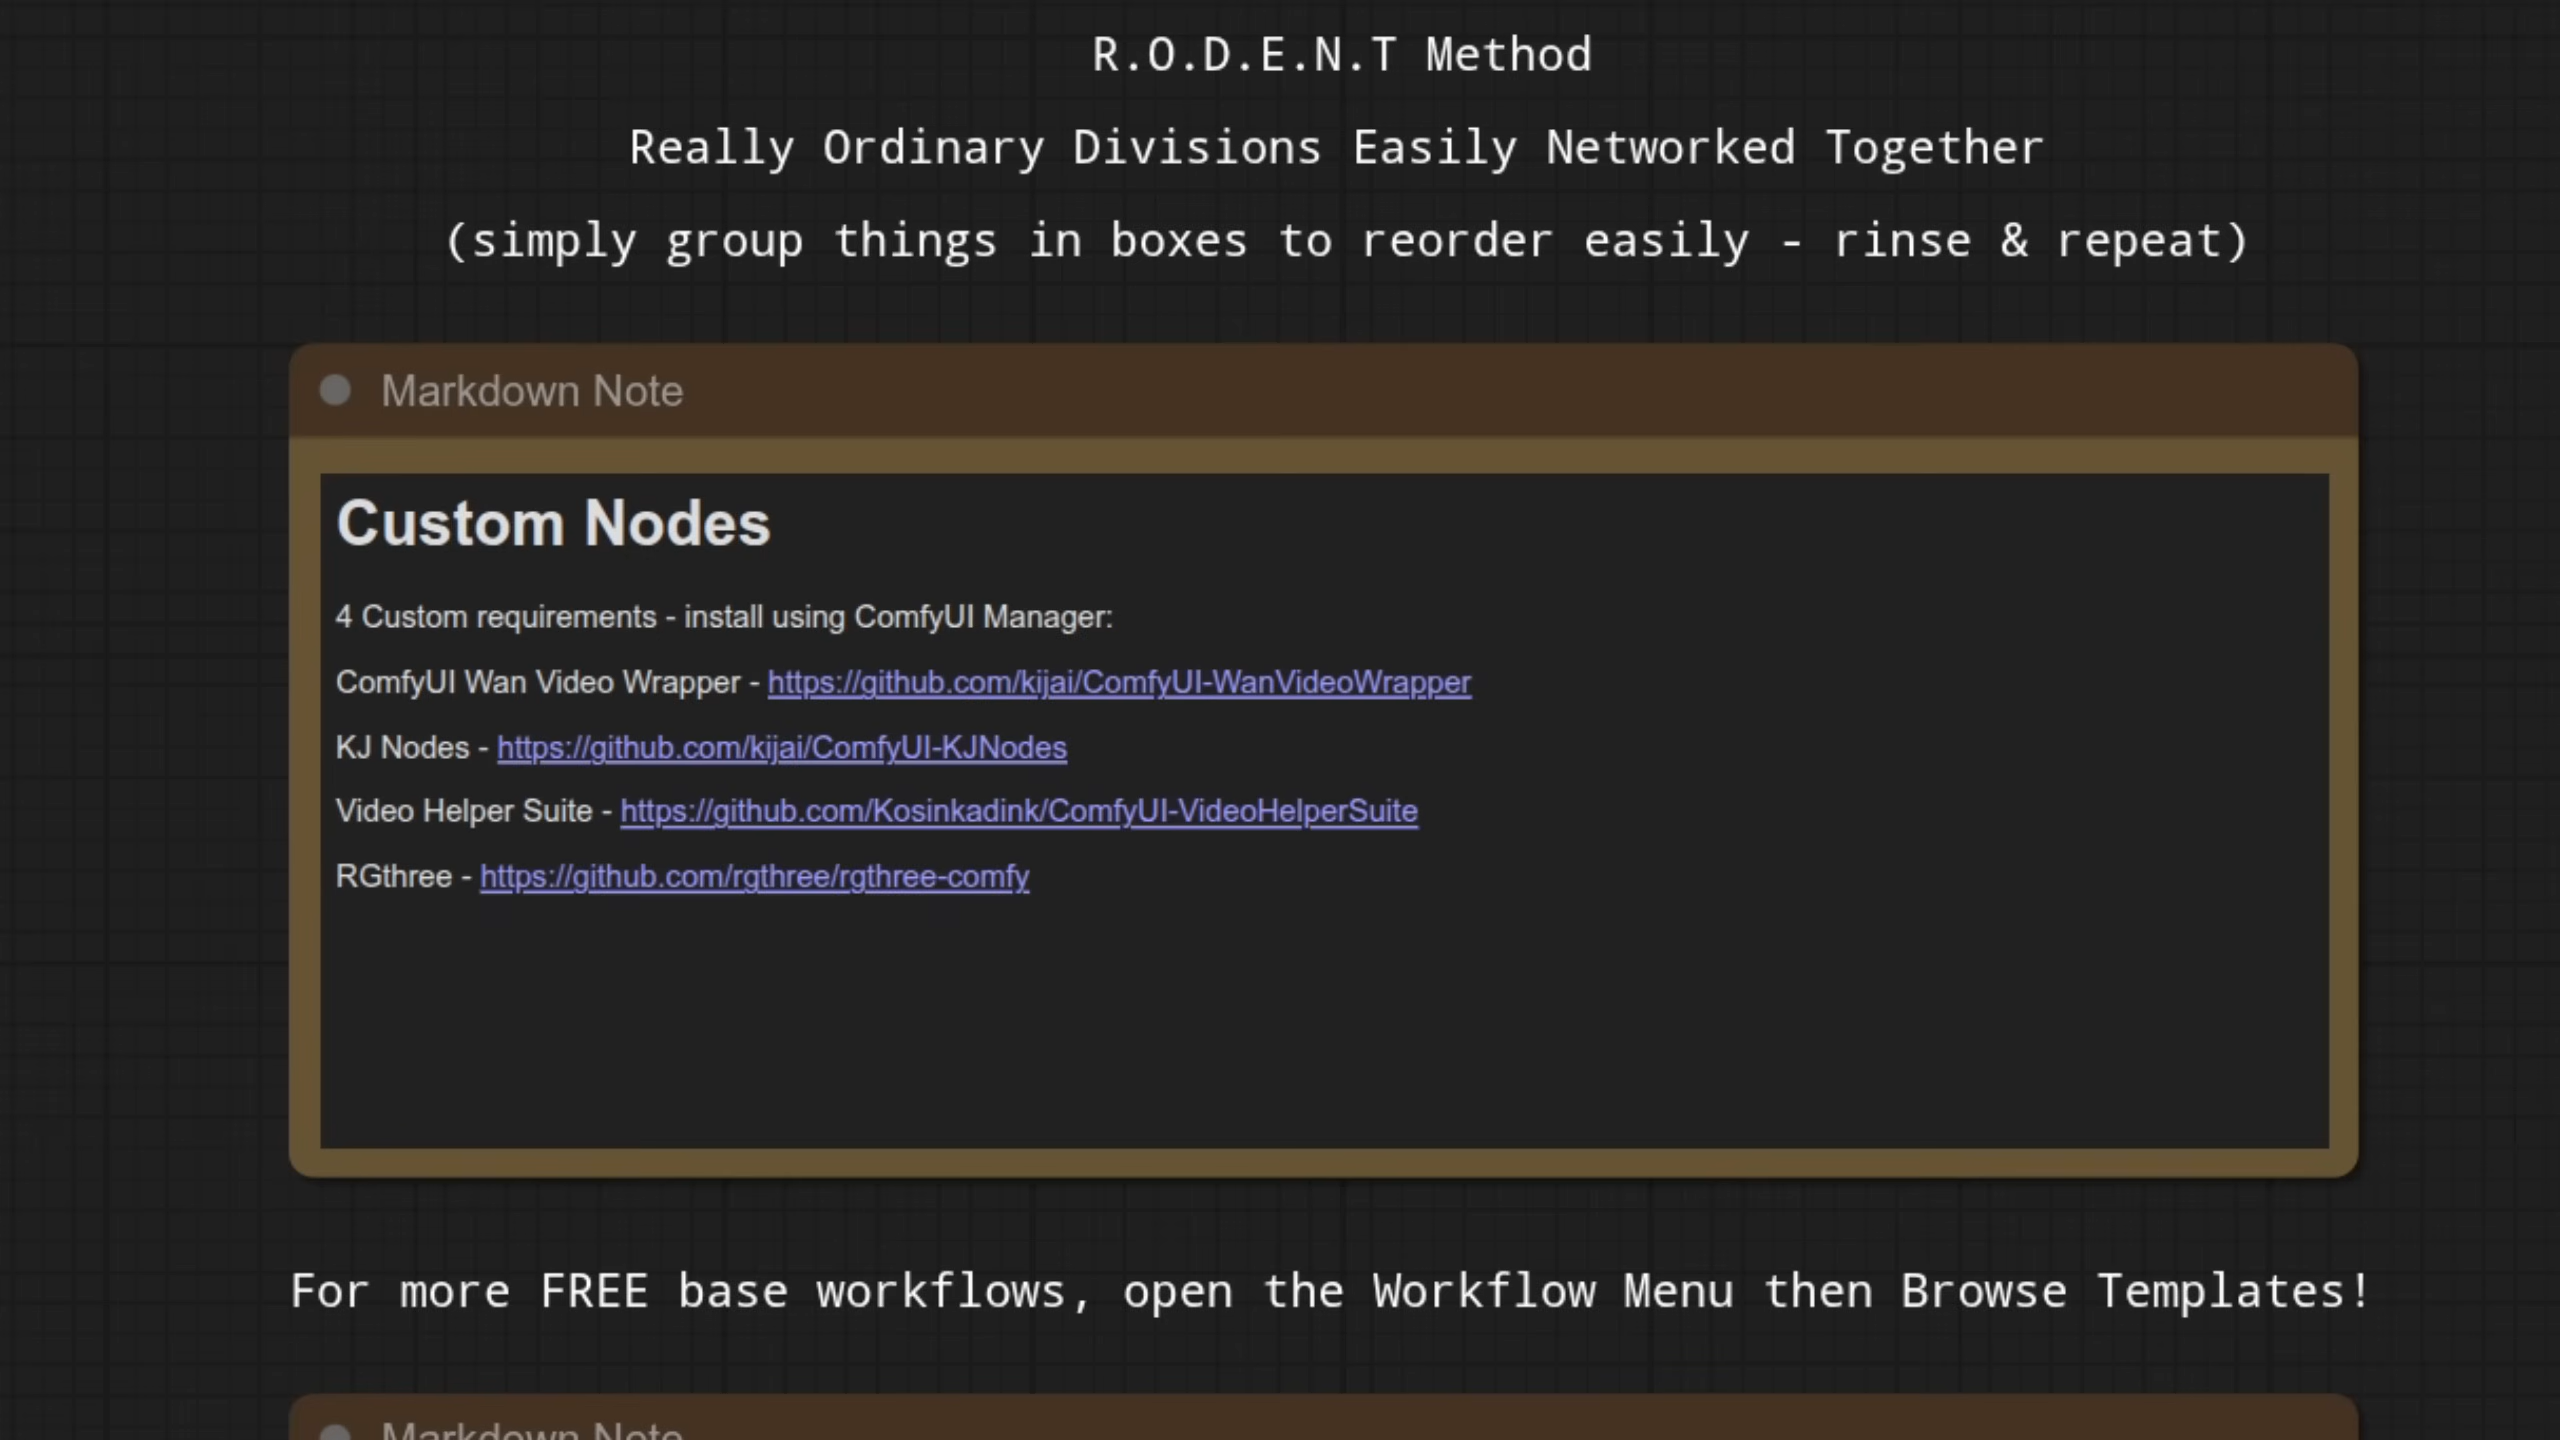 R.O.D.E.N.T Method
Really Ordinary Divisions Easily Networked Together
(simply group things in boxes to reorder easily - rinse & repeat)
Markdown Note
Custom Nodes
4 Custom requirements - install using ComfyUI Manager:
ComfyUI Wan Video Wrapper - https://github.com/kijai/ComfyUI-WanVideoWrapper
KJ Nodes - https://github.com/kijai/ComfyUI-KJNodes
Video Helper Suite - https://github.com/Kosinkadink/ComfyUI-VideoHelperSuite
RGthree - https://github.com/rgthree/rgthree-comfy
For more FREE base workflows, open the Workflow Menu then Browse Templates!
Markdown Note